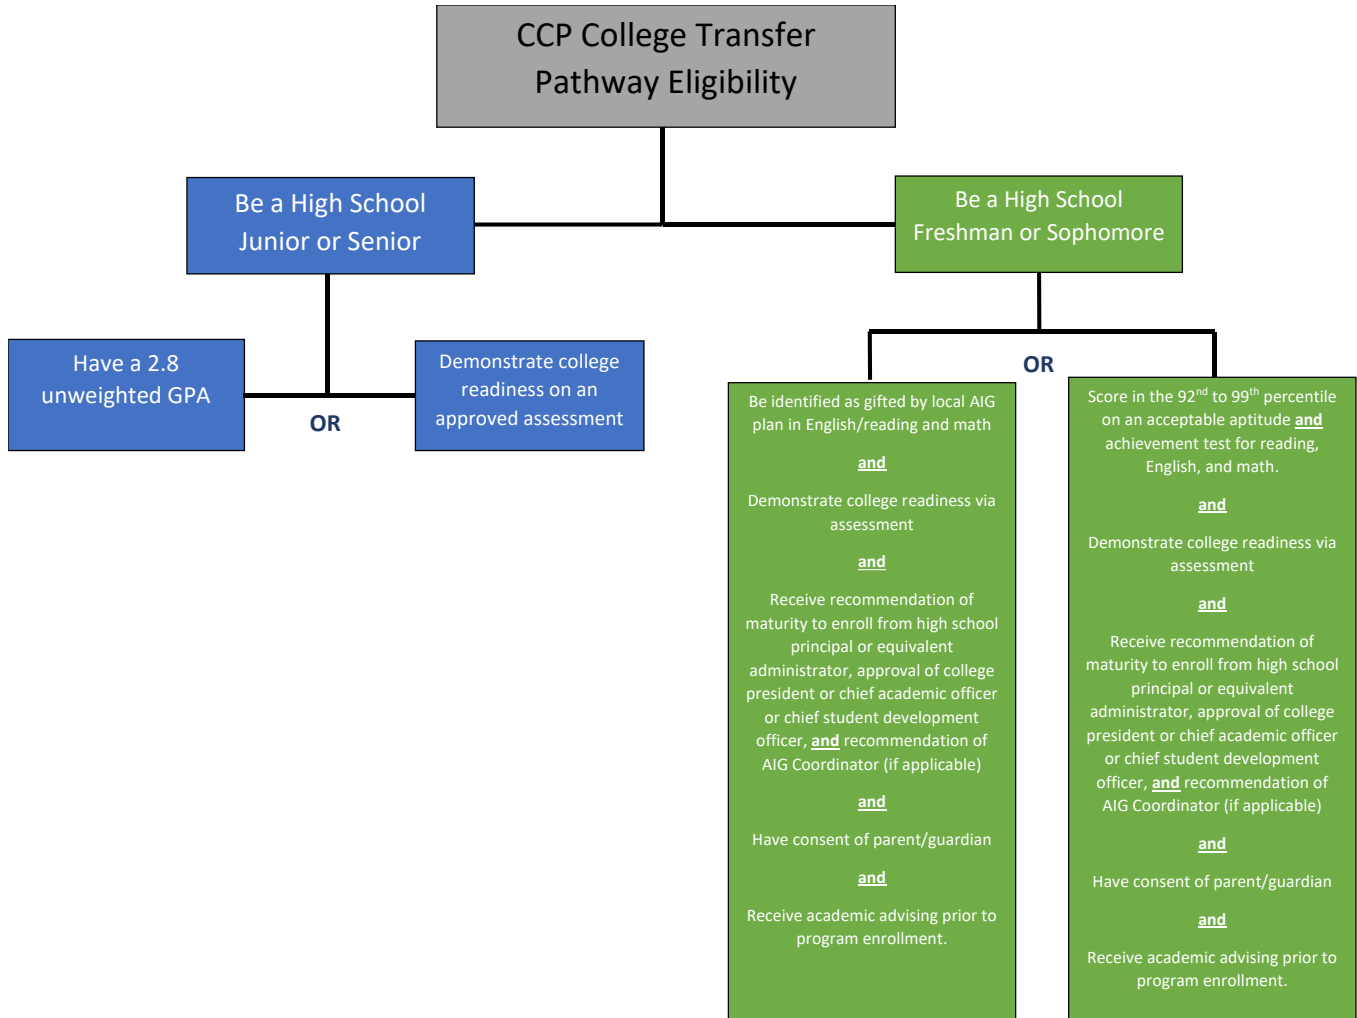 CCP College Transfer
Pathway Eligibility
Be a High School
Junior or Senior
Be a High School
Freshman or Sophomore
Have a 2.8
unweighted GPA
OR
Demonstrate college
readiness on an
approved assessment
OR
Be identified as gifted by local AIG
plan in English/reading and math
and
Demonstrate college readiness via
assessment
and
Receive recommendation of
maturity to enroll from high school
principal or equivalent
administrator, approval of college
president or chief academic officer
or chief student development
officer, and recommendation of
AIG Coordinator (if applicable)
and
Have consent of parent/guardian
and
Receive academic advising prior to
program enrollment.
Score in the 92nd to 99th percentile
on an acceptable aptitude and
achievement test for reading,
English, and math.
and
Demonstrate college readiness via
assessment
and
Receive recommendation of
maturity to enroll from high school
principal or equivalent
administrator, approval of college
president or chief academic officer
or chief student development
officer, and recommendation of
AIG Coordinator (if applicable)
and
Have consent of parent/guardian
and
Receive academic advising prior to
program enrollment.